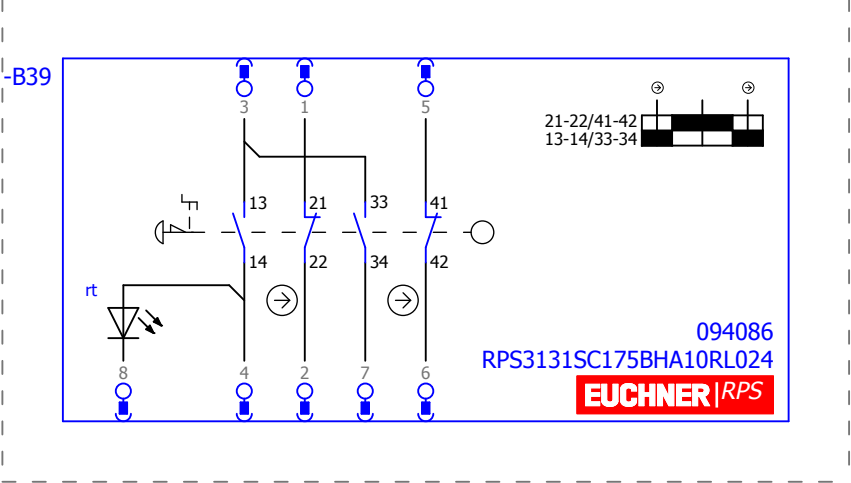 -B39
3 1 5
21-22/41-42
13-14/33-34
13 21 33 41
14 22 34 42
rt
094086
RPS3131SC175BHA10RL024
8 4 2 7 6
EUCHNER|RPS